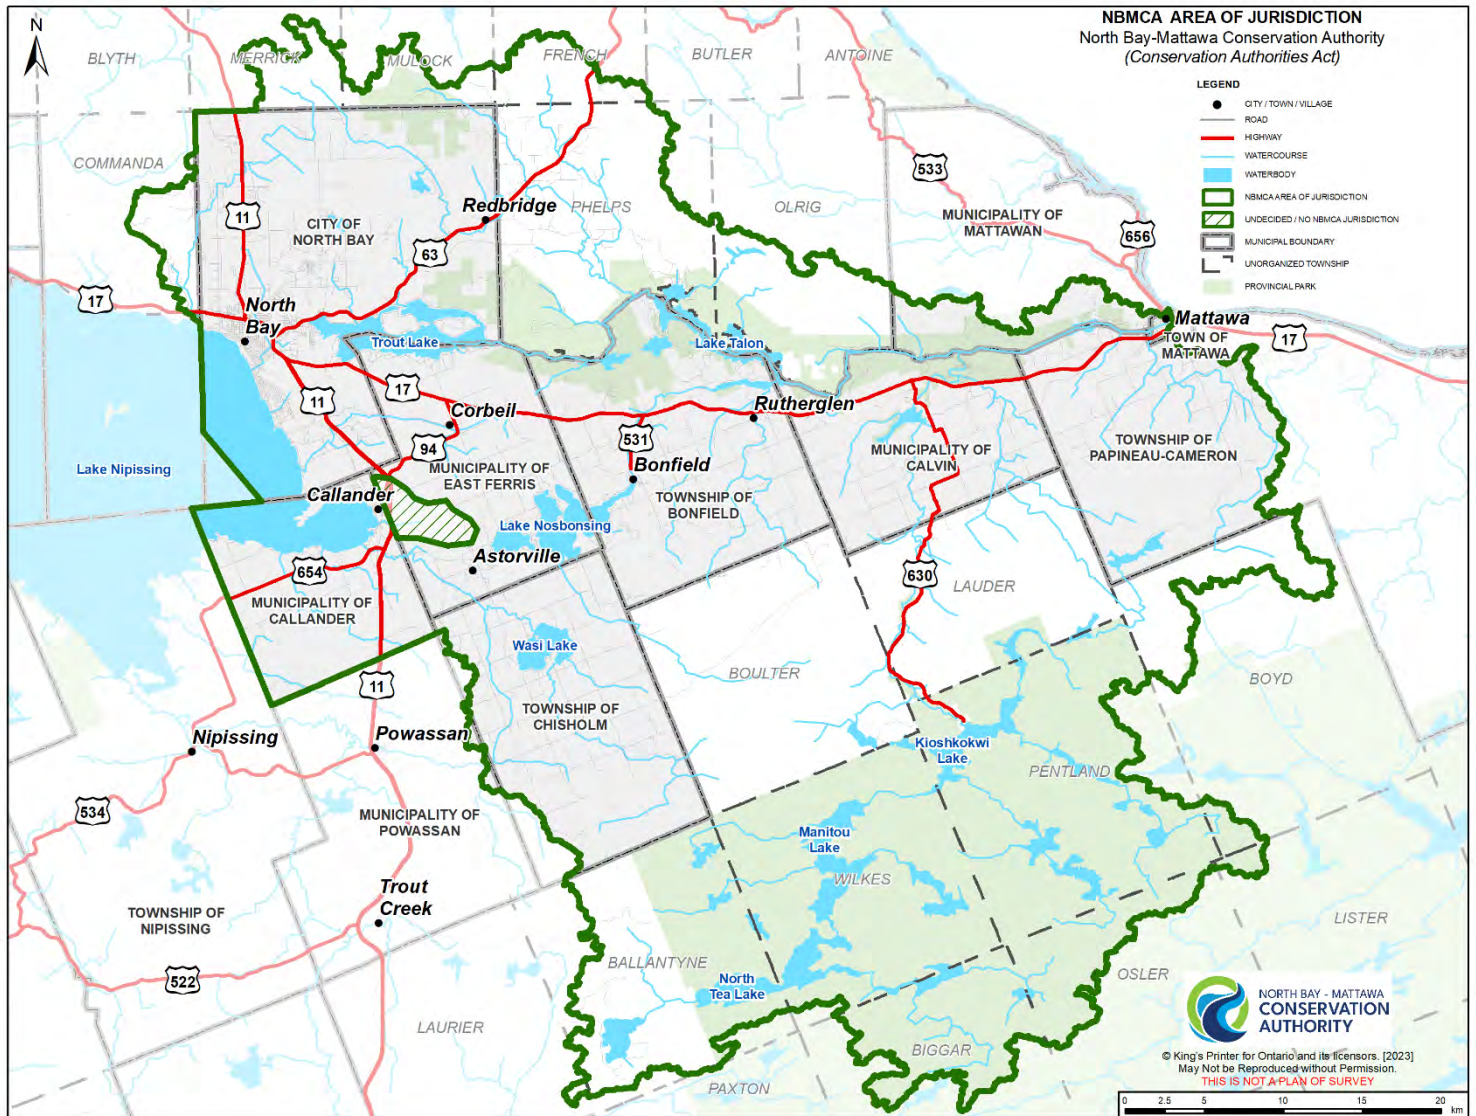 NBMCA AREA OF JURISDICTION
North Bay-Mattawa Conservation Authority
(Conservation Authorities Act)
LEGEND
CITY / TOWN / VILLAGE
ROAD
HIGHWAY
WATERCOURSE
WATERBODY
NBMCA AREA OF JURISDICTION
UNDECIDED / NO NBMCA JURISDICTION
MUNICIPAL BOUNDARY
UNORGANIZED TOWNSHIP
PROVINCIAL PARK
N
BLYTH
MERRICK
MULOCK
FRENCH
BUTLER
ANTOINE
COMMANDA
533
Redbridge
PHELPS
OLRIG
MUNICIPALITY OF
MATTAWAN
11
CITY OF
NORTH BAY
656
63
17
North
Bay
Mattawa
TOWN OF
MATTAWA
17
Trout Lake
Lake Talon
17
11
Corbeil
Rutherglen
94
531
MUNICIPALITY OF
CALVIN
TOWNSHIP OF
PAPINEAU-CAMERON
Lake Nipissing
MUNICIPALITY OF
EAST FERRIS
Bonfield
TOWNSHIP OF
BONFIELD
Callander
Lake Nosbonsing
Astorville
654
630
LAUDER
MUNICIPALITY OF
CALLANDER
Wasi Lake
BOULTER
BOYD
11
TOWNSHIP OF
CHISHOLM
Nipissing
Powassan
Kioshkokwi
Lake
PENTLAND
534
MUNICIPALITY OF
POWASSAN
Manitou
Lake
WILKES
Trout
Creek
TOWNSHIP OF
NIPISSING
LISTER
522
BALLANTYNE
North
Tea Lake
OSLER
LAURIER
BIGGAR
PAXTON
NORTH BAY - MATTAWA
CONSERVATION
AUTHORITY
© King's Printer for Ontario and its licensors. [2023]
May Not be Reproduced without Permission.
THIS IS NOT A PLAN OF SURVEY
0 2.5 5 10 15 20
km